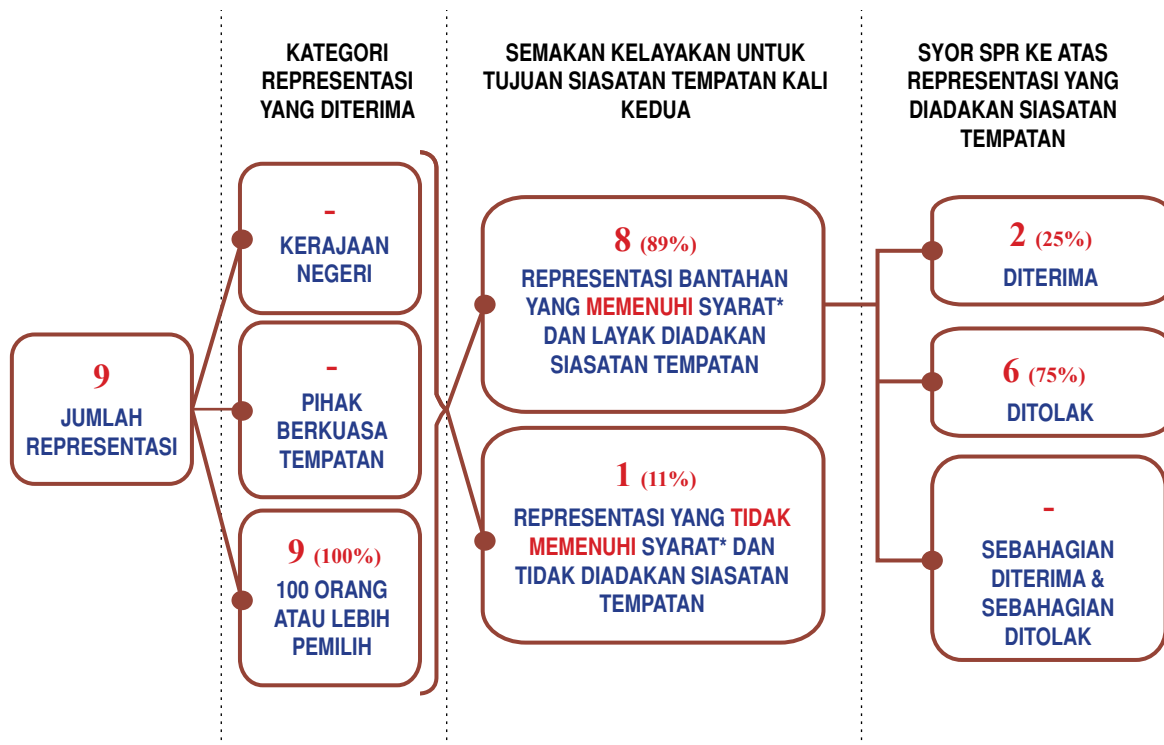 KATEGORI
REPRESENTASI
YANG DITERIMA
SEMAKAN KELAYAKAN UNTUK
TUJUAN SIASATAN TEMPATAN KALI
KEDUA
SYOR SPR KE ATAS
REPRESENTASI YANG
DIADAKAN SIASATAN
TEMPATAN
9
JUMLAH
REPRESENTASI
-
KERAJAAN
NEGERI
-
PIHAK
BERKUASA
TEMPATAN
9 (100%)
100 ORANG
ATAU LEBIH
PEMILIH
8 (89%)
REPRESENTASI BANTAHAN
YANG MEMENUHI SYARAT*
DAN LAYAK DIADAKAN
SIASATAN TEMPATAN
1 (11%)
REPRESENTASI YANG TIDAK
MEMENUHI SYARAT* DAN
TIDAK DIADAKAN SIASATAN
TEMPATAN
2 (25%)
DITERIMA
6 (75%)
DITOLAK
-
SEBAHAGIAN
DITERIMA &
SEBAHAGIAN
DITOLAK